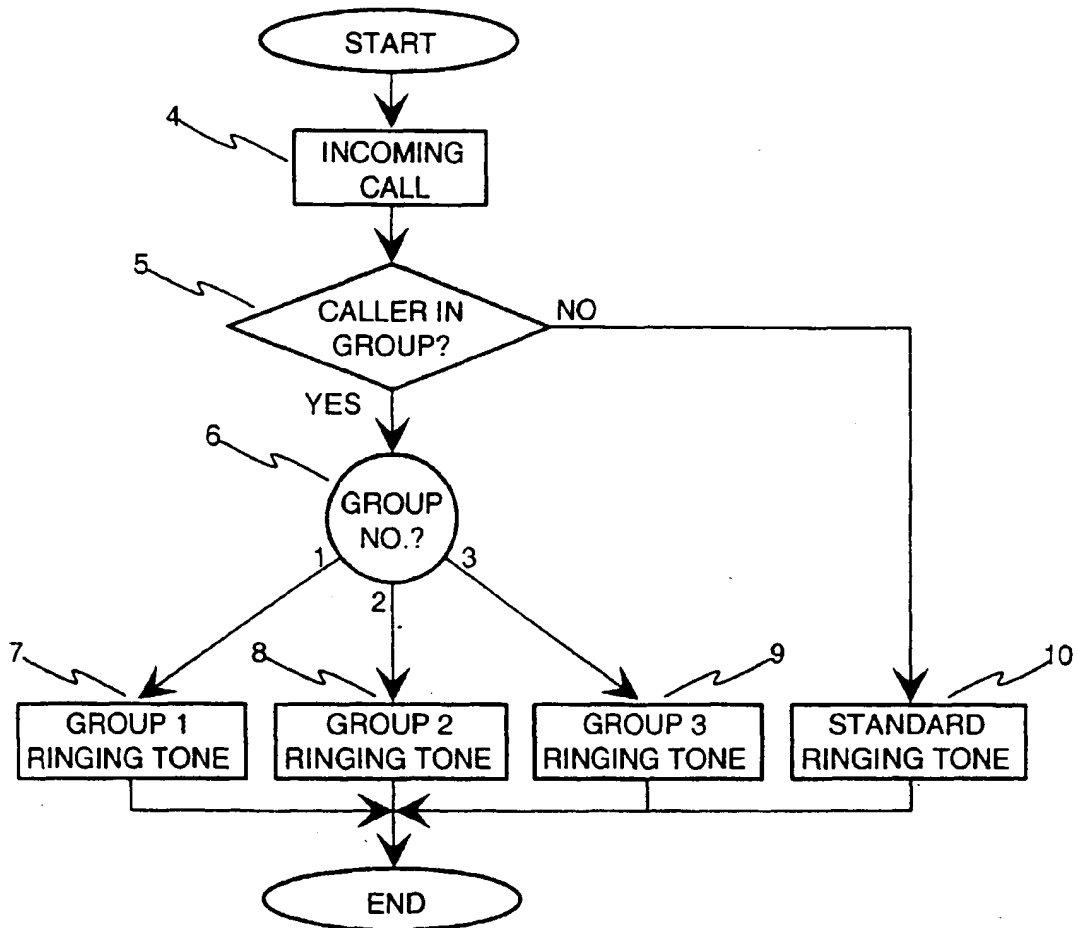 START
4
INCOMING
CALL
5
CALLER IN
GROUP?
NO
YES
6
GROUP
NO.?
1
2
3
7
8
9
10
GROUP 1
RINGING TONE
GROUP 2
RINGING TONE
GROUP 3
RINGING TONE
STANDARD
RINGING TONE
END